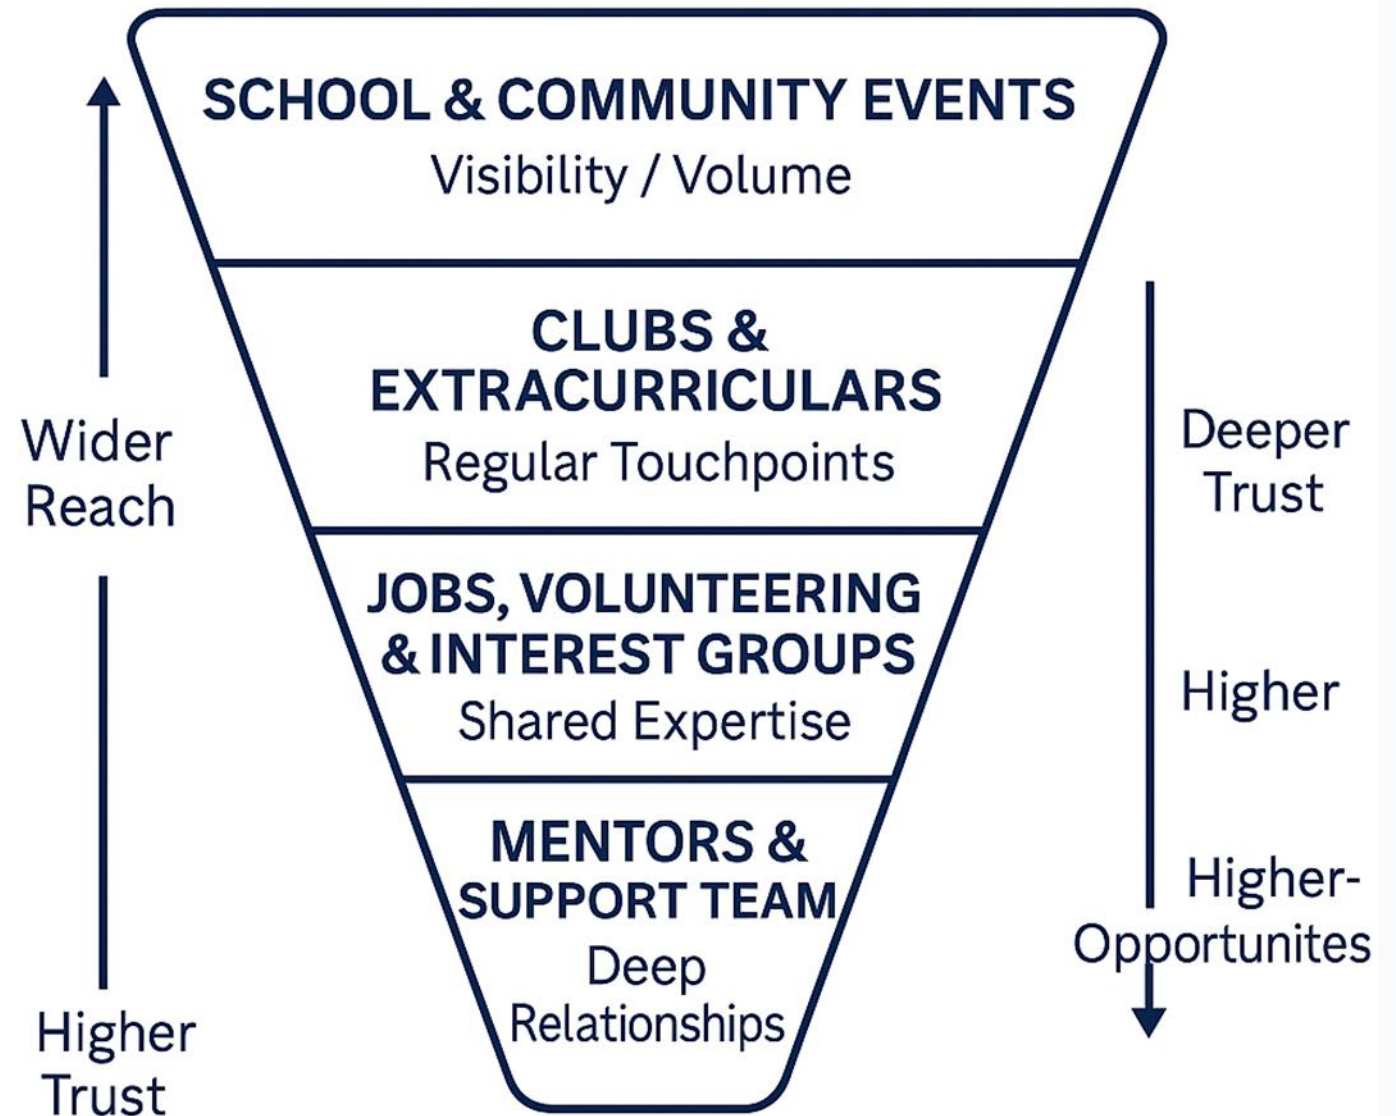 SCHOOL & COMMUNITY EVENTS
Visibility / Volume
CLUBS &
EXTRACURRICULARS
Regular Touchpoints
JOBS, VOLUNTEERING
& INTEREST GROUPS
Shared Expertise
MENTORS &
SUPPORT TEAM
Deep
Relationships
Wider
Reach
Higher
Trust
Deeper
Trust
Higher
Higher-
Opportunites